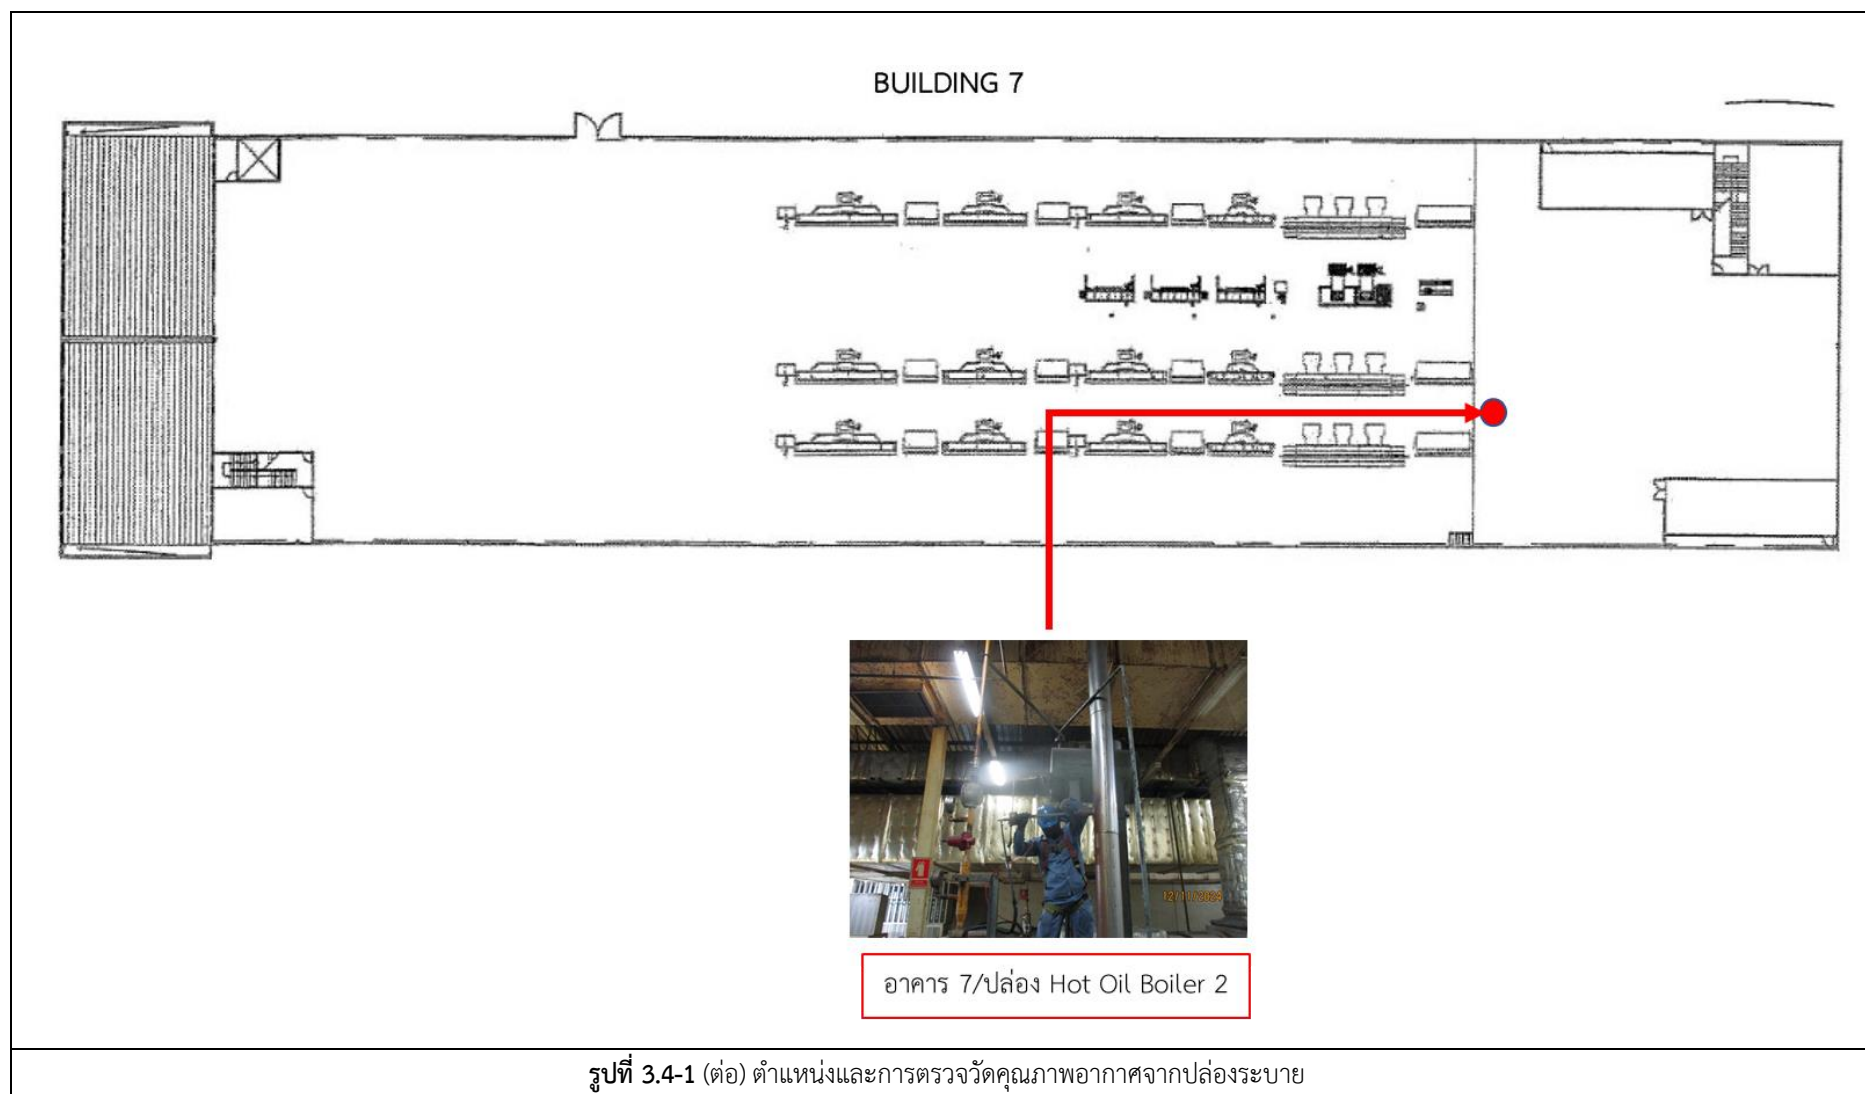 BUILDING 7
12/11/2024
อาคาร 7/ปล่อง Hot Oil Boiler 2
รูปที่ 3.4-1 (ต่อ) ตำแหน่งและการตรวจวัดคุณภาพอากาศจากปล่องระบาย